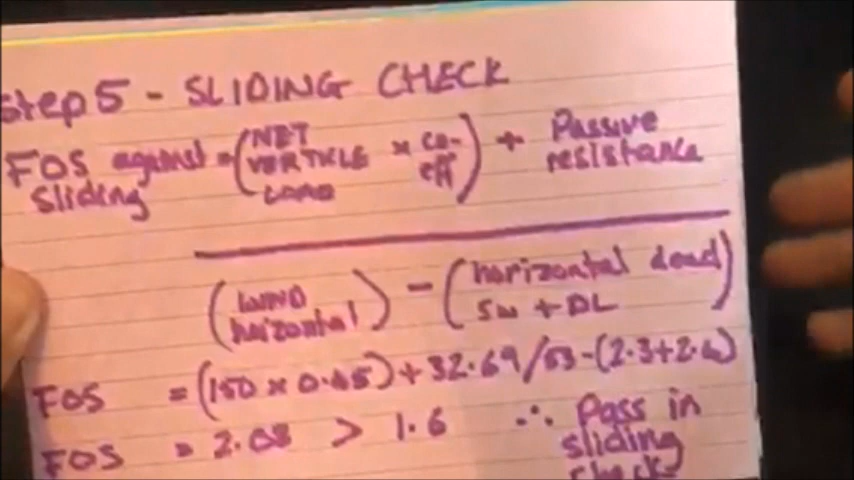 Step 5 - SLIDING CHECK
FOS against sliding = (NET VERTICLE LOAD × co-eff) + Passive resistance
(WIND horizontal) - (horizontal dead SW + DL)
FOS = (150 × 0.45) + 32.69/53-(2.3+2.6)
FOS = 2.08 > 1.6 ∴ Pass in
sliding
check